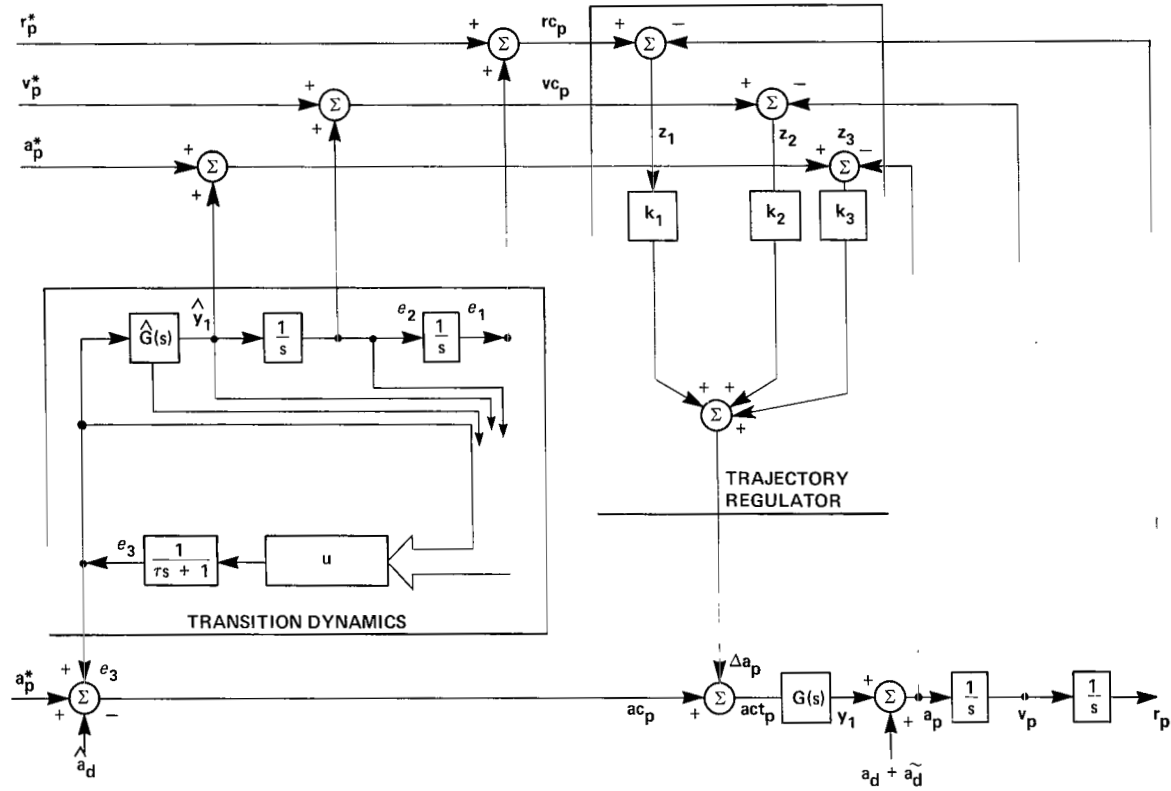 r*p + Σ rcp + Σ −
+
v*p + Σ vcp + Σ −
+
z1 z2 z3
a*p + Σ + Σ −
+
k1 k2 k3
ŷ1 e2 e1
Ĝ(s) 1/s 1/s
+ + Σ +
TRAJECTORY
REGULATOR
e3 1/(τs + 1) u
TRANSITION DYNAMICS
+ e3 Δap
a*p + Σ − acp + Σ actp G(s) y1 + Σ + ap 1/s vp 1/s rp
âd ad + ãd